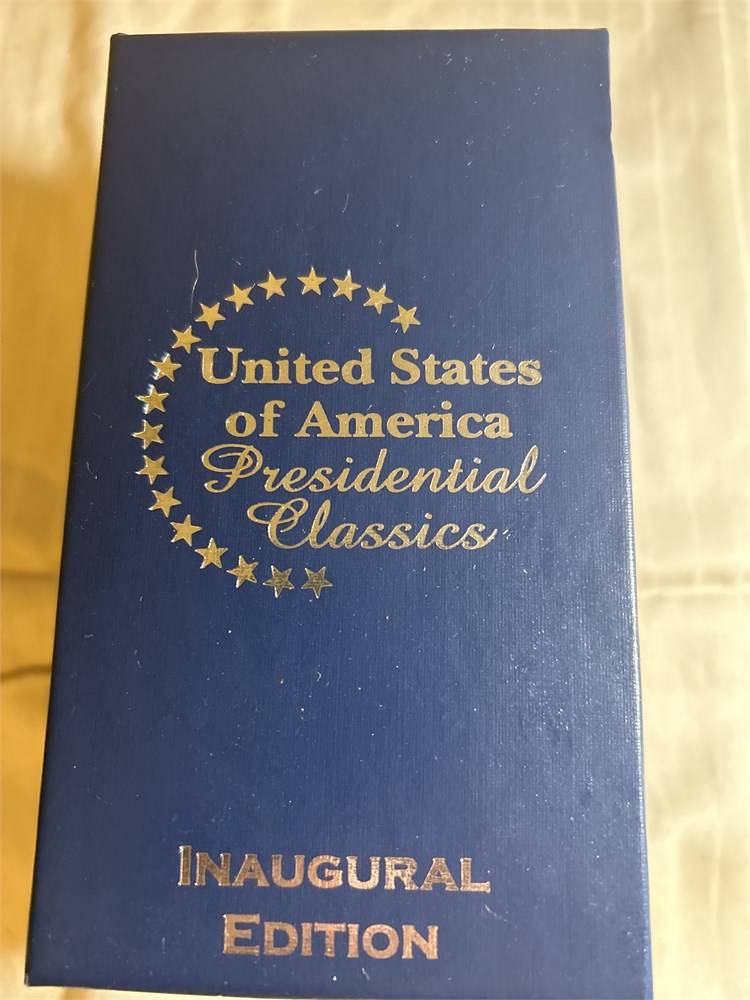 United States
of America
Presidential
Classics
INAUGURAL
EDITION